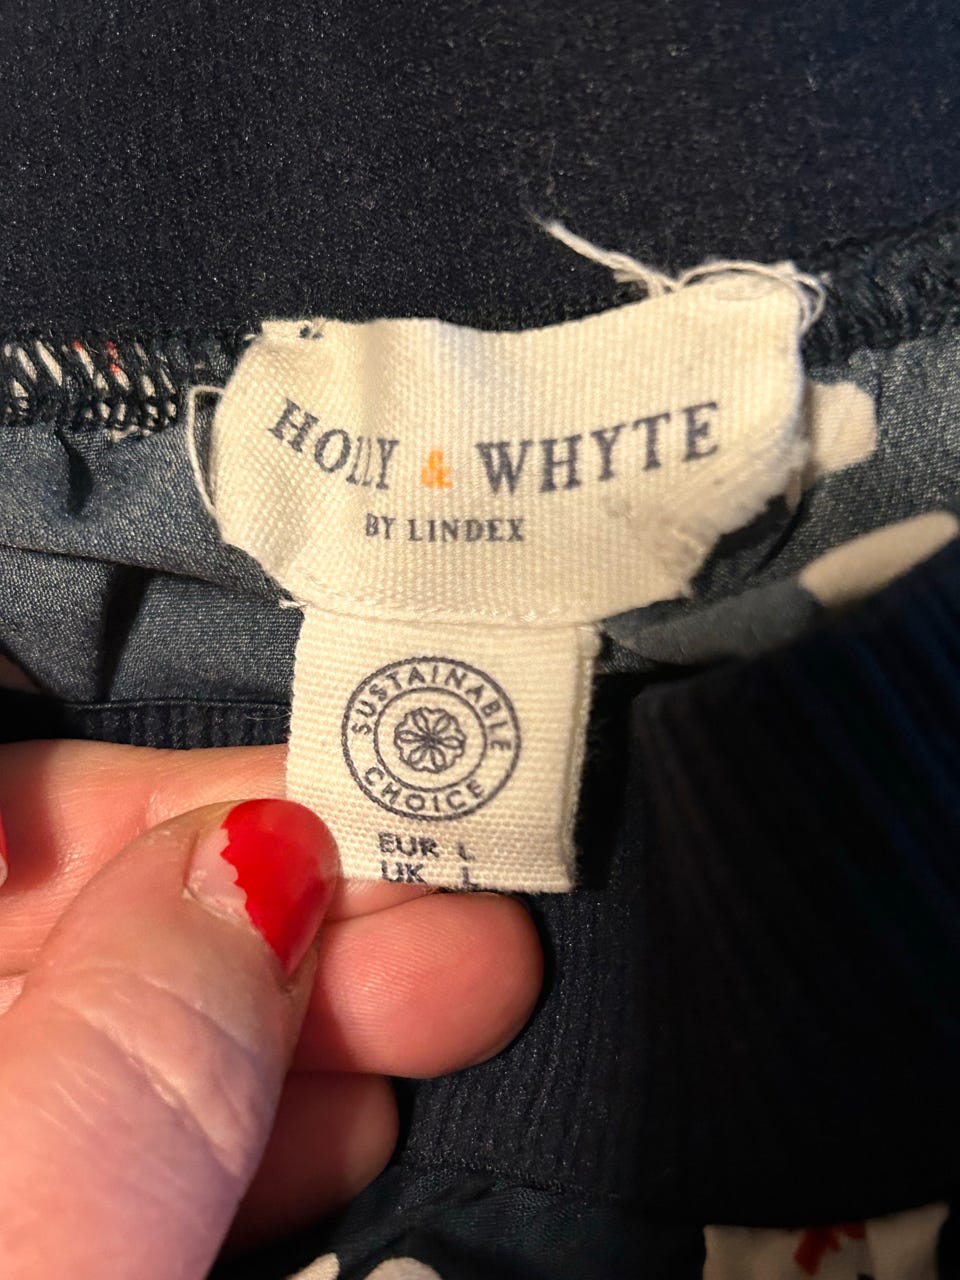 HOLLY & WHYTE
BY LINDEX
SUSTAINABLE
CHOICE
EUR L
UK L